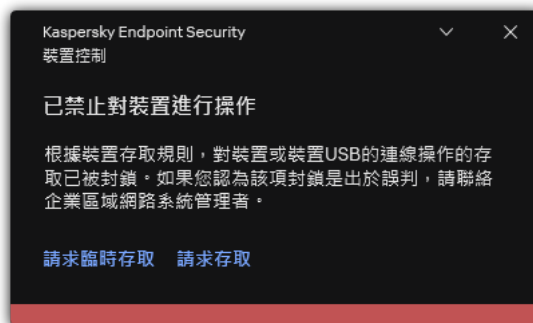 Kaspersky Endpoint Security
裝置控制
已禁止對裝置進行操作
根據裝置存取規則，對裝置或裝置USB的連線操作的存
取已被封鎖。如果您認為該項封鎖是出於誤判，請聯絡
企業區域網路系統管理者。
請求臨時存取 請求存取